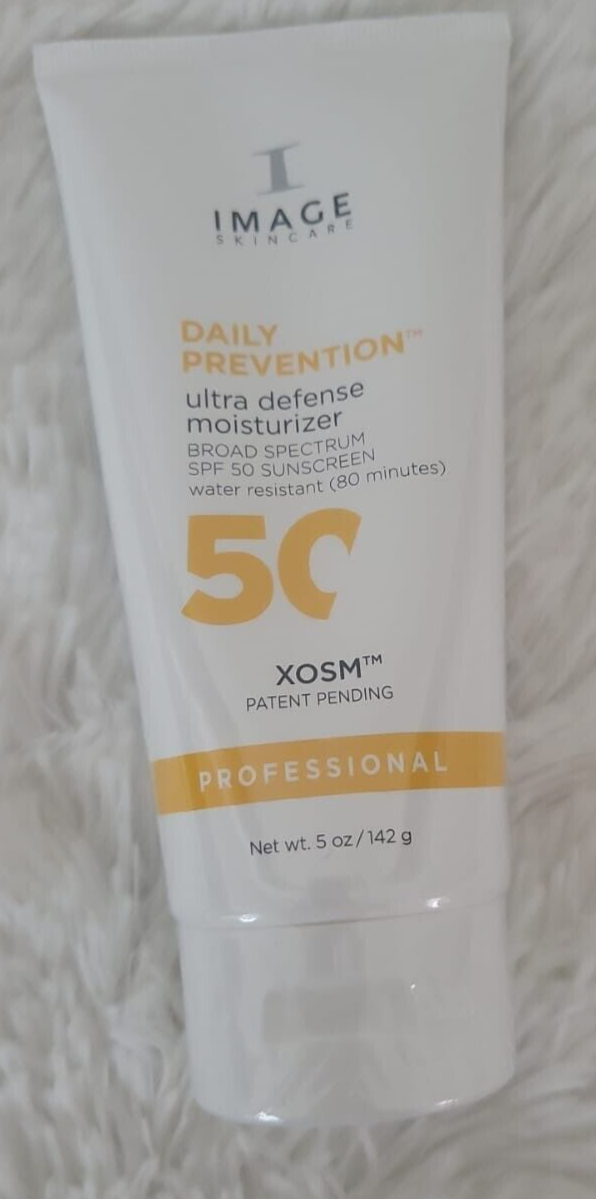 I
IMAGE
SKINCARE
DAILY
PREVENTION™
ultra defense
moisturizer
BROAD SPECTRUM
SPF 50 SUNSCREEN
water resistant (80 minutes)
50
XOSM™
PATENT PENDING
PROFESSIONAL
Net wt. 5 oz/142 g